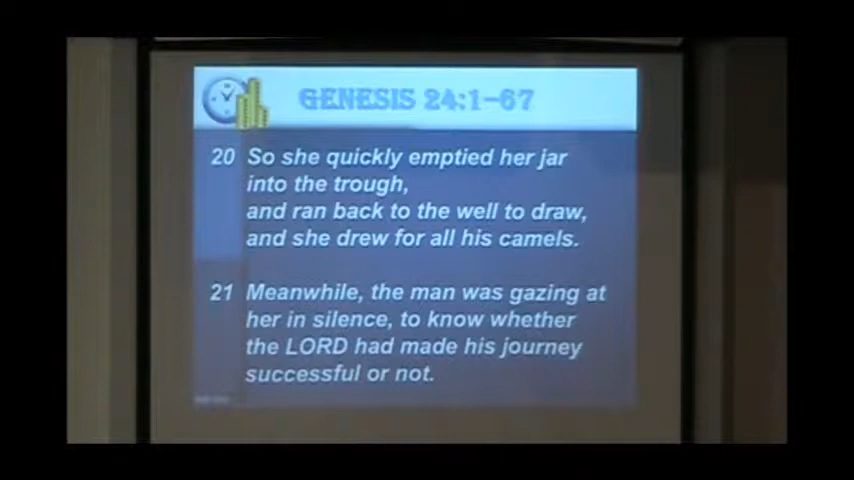 GENESIS 24:1-67
20 So she quickly emptied her jar
into the trough,
and ran back to the well to draw,
and she drew for all his camels.
21 Meanwhile, the man was gazing at
her in silence, to know whether
the LORD had made his journey
successful or not.